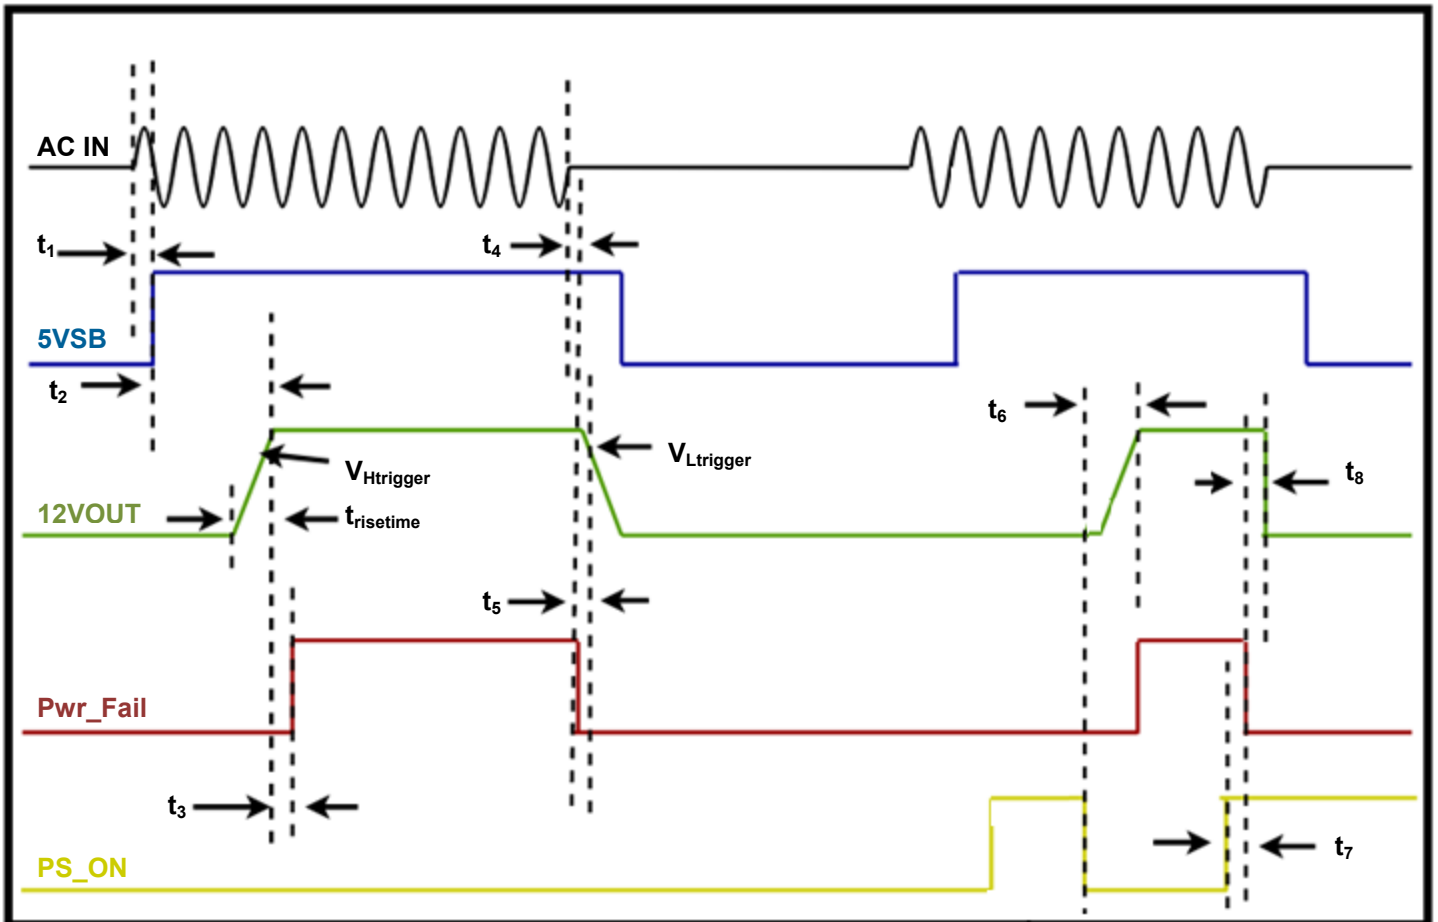 AC IN
t1
t4
5VSB
t2
t6
VHtrigger
VLtrigger
t8
12VOUT
trisetime
t5
Pwr_Fail
t3
t7
PS_ON